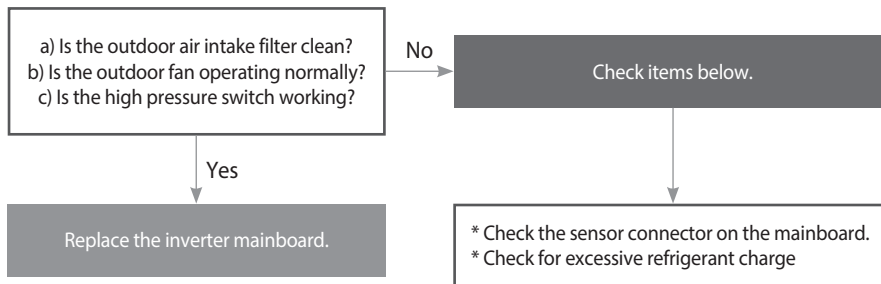 a) Is the outdoor air intake filter clean?
b) Is the outdoor fan operating normally?
c) Is the high pressure switch working?
No
Check items below.
Yes
Replace the inverter mainboard.
* Check the sensor connector on the mainboard.
* Check for excessive refrigerant charge